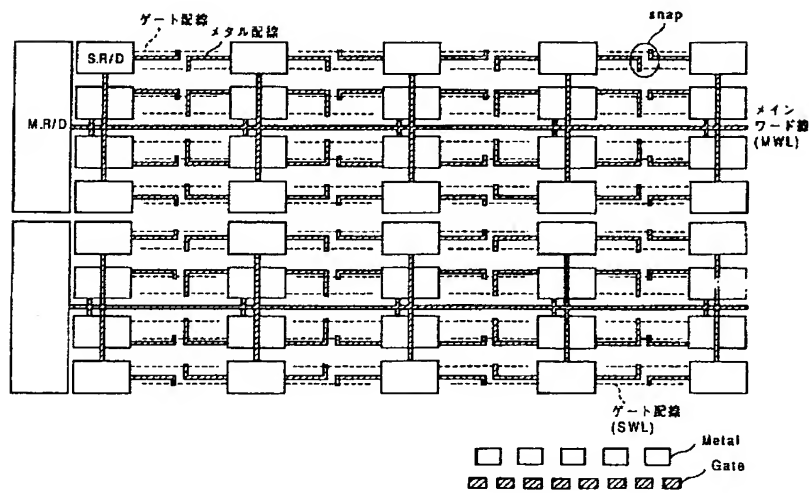 ゲート配線
メタル配線
snap
S.R/D
M.R/D
メイン
ワード線
(MWL)
ゲート配線
(SWL)
Metal
Gate